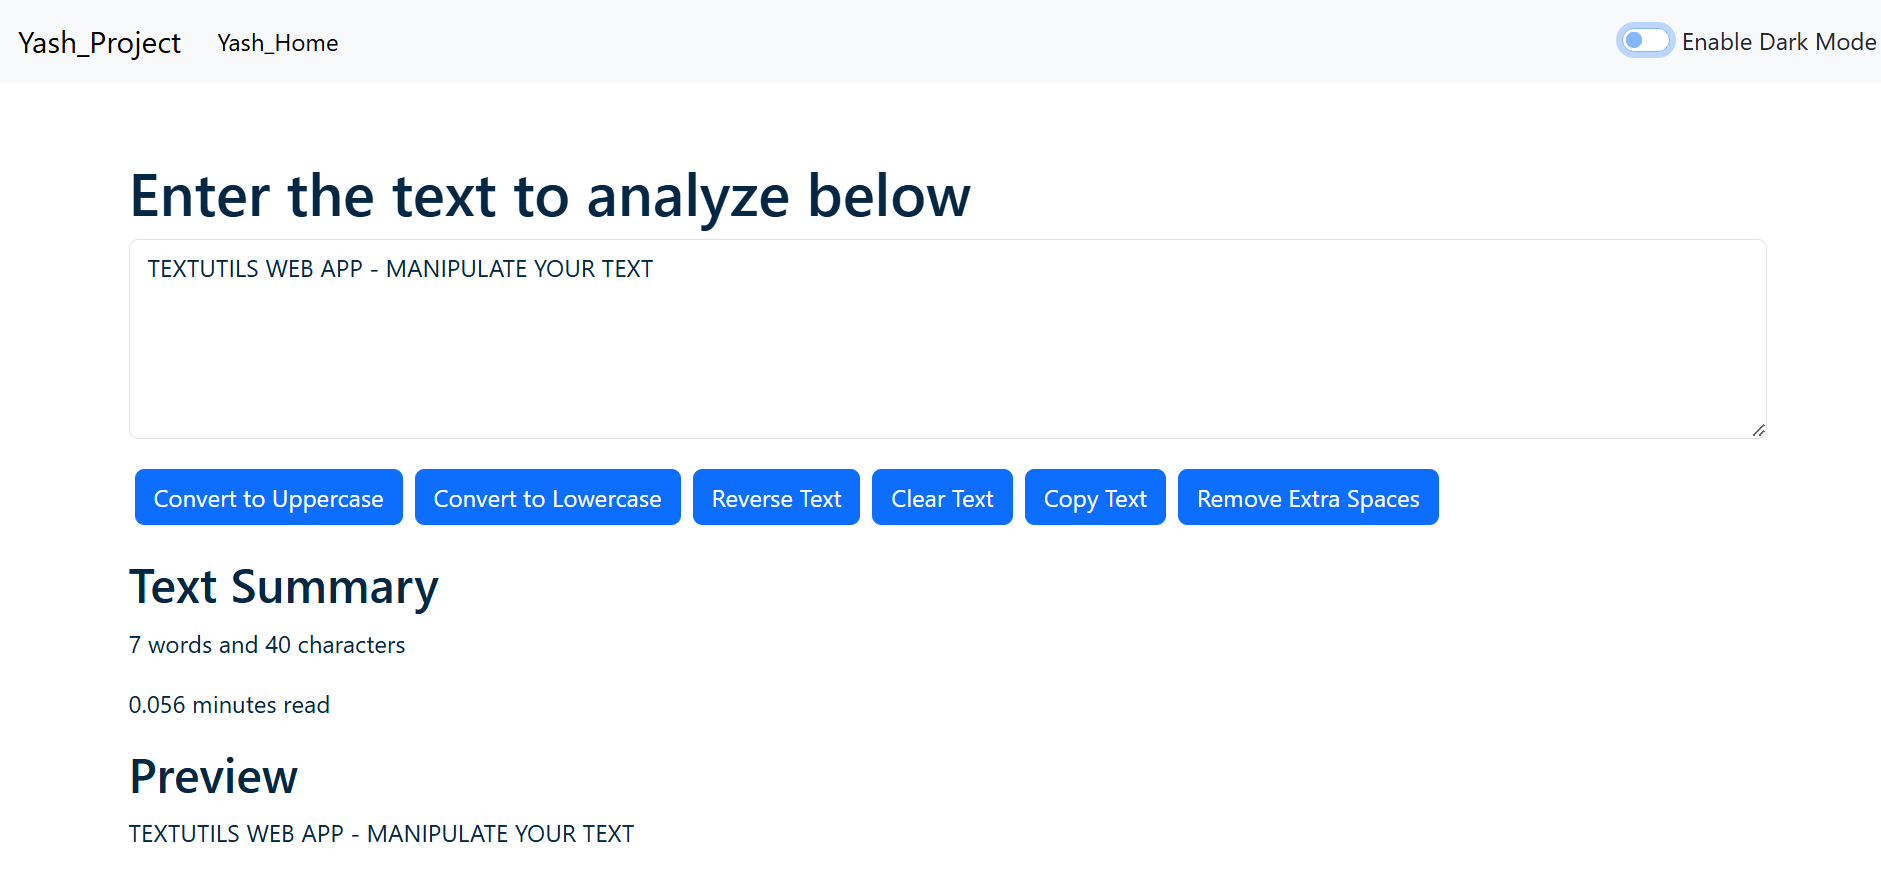 Yash_Project Yash_Home Enable Dark Mode
Enter the text to analyze below
TEXTUTILS WEB APP - MANIPULATE YOUR TEXT
Convert to Uppercase Convert to Lowercase Reverse Text Clear Text Copy Text Remove Extra Spaces
Text Summary
7 words and 40 characters
0.056 minutes read
Preview
TEXTUTILS WEB APP - MANIPULATE YOUR TEXT